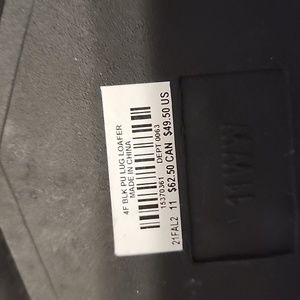 4F BLK PU LUG LOAFER
MADE IN CHINA
15370361 DEPT 0063
21FAL2 11 $62.50 CAN $49.50 US
11WW